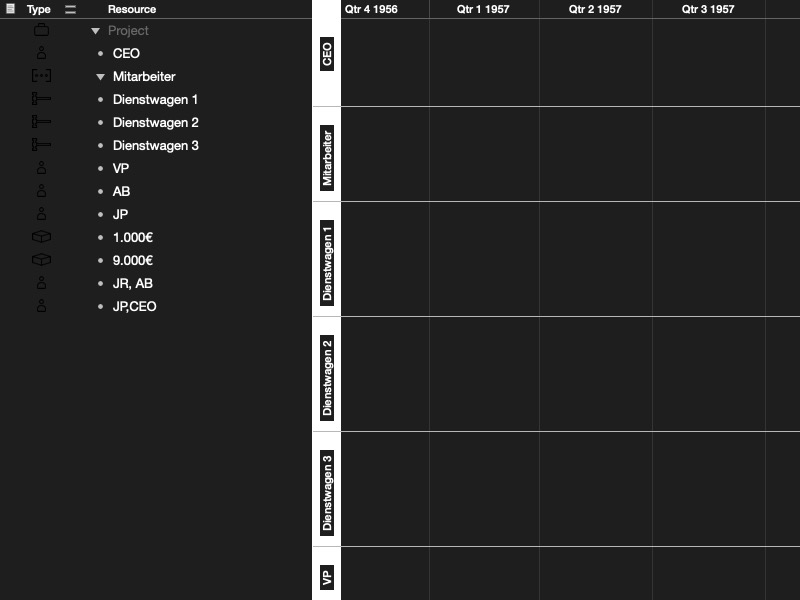 Type Resource Qtr 4 1956 Qtr 1 1957 Qtr 2 1957 Qtr 3 1957
Project
CEO
Mitarbeiter
Dienstwagen 1
Dienstwagen 2
Dienstwagen 3
VP
AB
JP
1.000€
9.000€
JR, AB
JP,CEO
CEO
Mitarbeiter
Dienstwagen 1
Dienstwagen 2
Dienstwagen 3
VP